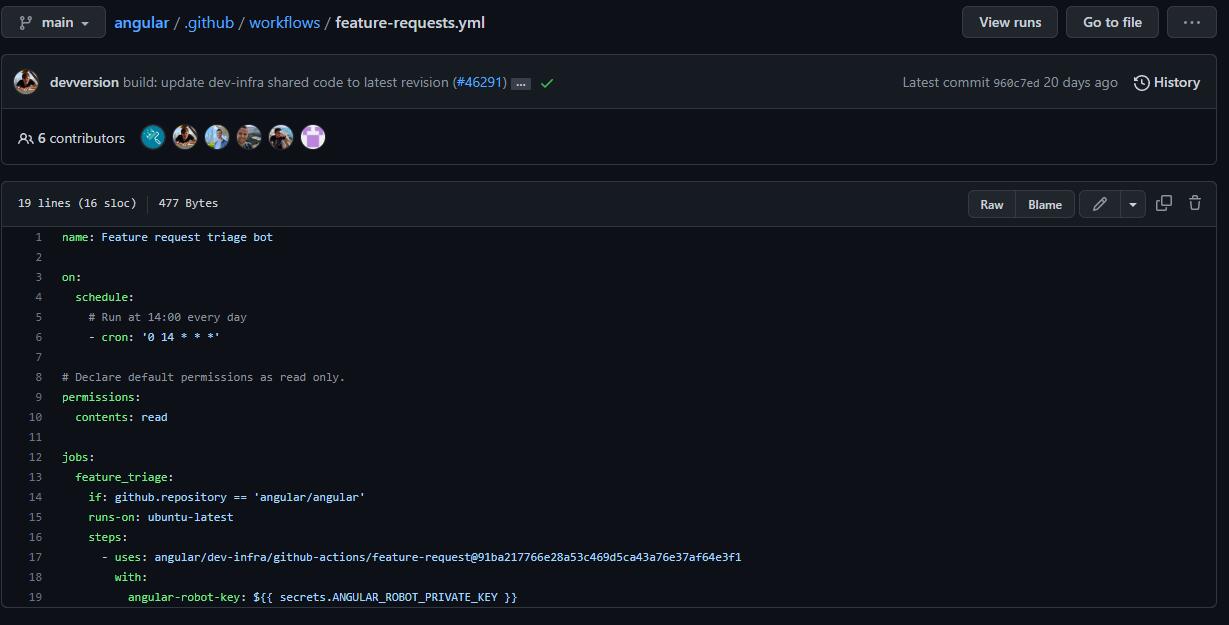 main angular / .github / workflows / feature-requests.yml View runs Go to file ...
devversion build: update dev-infra shared code to latest revision (#46291) ... Latest commit 960c7ed 20 days ago History
6 contributors
19 lines (16 sloc) 477 Bytes Raw Blame
1 name: Feature request triage bot
2
3 on:
4 schedule:
5 # Run at 14:00 every day
6 - cron: '0 14 * * *'
7
8 # Declare default permissions as read only.
9 permissions:
10 contents: read
11
12 jobs:
13 feature_triage:
14 if: github.repository == 'angular/angular'
15 runs-on: ubuntu-latest
16 steps:
17 - uses: angular/dev-infra/github-actions/feature-request@91ba217766e28a53c469d5ca43a76e37af64e3f1
18 with:
19 angular-robot-key: ${{ secrets.ANGULAR_ROBOT_PRIVATE_KEY }}